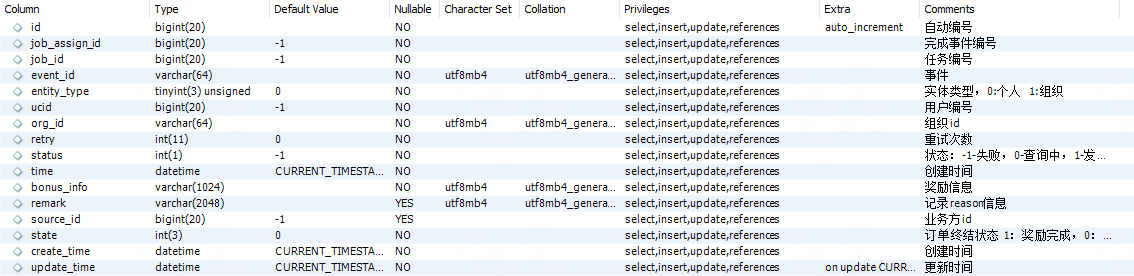 Column Type Default Value Nullable Character Set Collation Privileges Extra Comments
id bigint(20) NO select,insert,update,references auto_increment 自动编号
job_assign_id bigint(20) -1 NO select,insert,update,references 完成事件编号
job_id bigint(20) -1 NO select,insert,update,references 任务编号
event_id varchar(64) NO utf8mb4 utf8mb4_genera... select,insert,update,references 事件
entity_type tinyint(3) unsigned 0 NO select,insert,update,references 实体类型，0:个人 1:组织
ucid bigint(20) -1 NO select,insert,update,references 用户编号
org_id varchar(64) NO utf8mb4 utf8mb4_genera... select,insert,update,references 组织id
retry int(11) 0 NO select,insert,update,references 重试次数
status int(1) -1 NO select,insert,update,references 状态：-1-失败，0-查询中，1-发...
time datetime CURRENT_TIMESTA... NO select,insert,update,references 创建时间
bonus_info varchar(1024) NO utf8mb4 utf8mb4_genera... select,insert,update,references 奖励信息
remark varchar(2048) YES utf8mb4 utf8mb4_genera... select,insert,update,references 记录reason信息
source_id bigint(20) -1 YES select,insert,update,references 业务方id
state int(3) 0 NO select,insert,update,references 订单终结状态 1：奖励完成，0：...
create_time datetime CURRENT_TIMESTA... NO select,insert,update,references 创建时间
update_time datetime CURRENT_TIMESTA... NO select,insert,update,references on update CURR... 更新时间